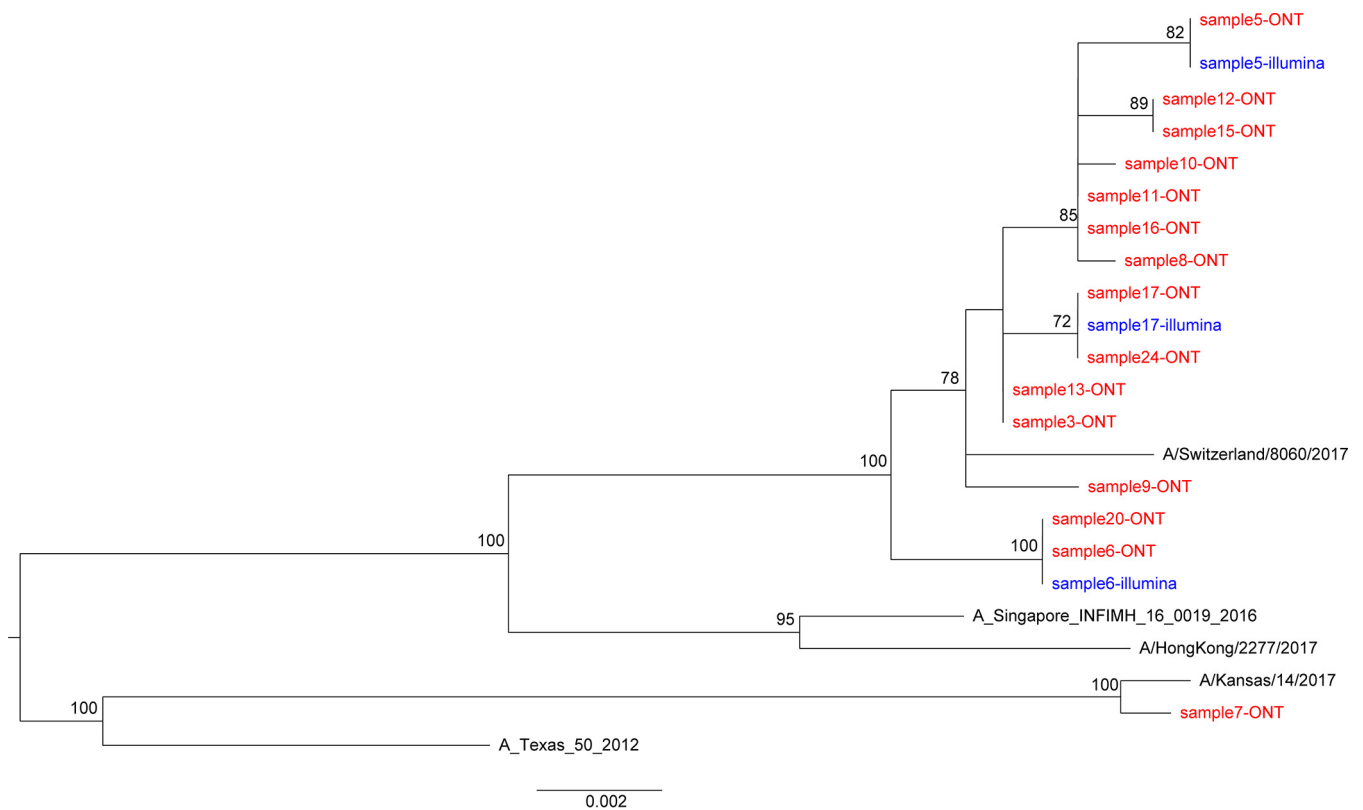 sample5-ONT
82
sample5-illumina
sample12-ONT
89
sample15-ONT
sample10-ONT
sample11-ONT
85
sample16-ONT
sample8-ONT
sample17-ONT
72
sample17-illumina
sample24-ONT
78
sample13-ONT
sample3-ONT
A/Switzerland/8060/2017
100
sample9-ONT
sample20-ONT
100
100
sample6-ONT
sample6-illumina
95
A_Singapore_INFIMH_16_0019_2016
A/HongKong/2277/2017
100
A/Kansas/14/2017
100
sample7-ONT
A_Texas_50_2012
0.002